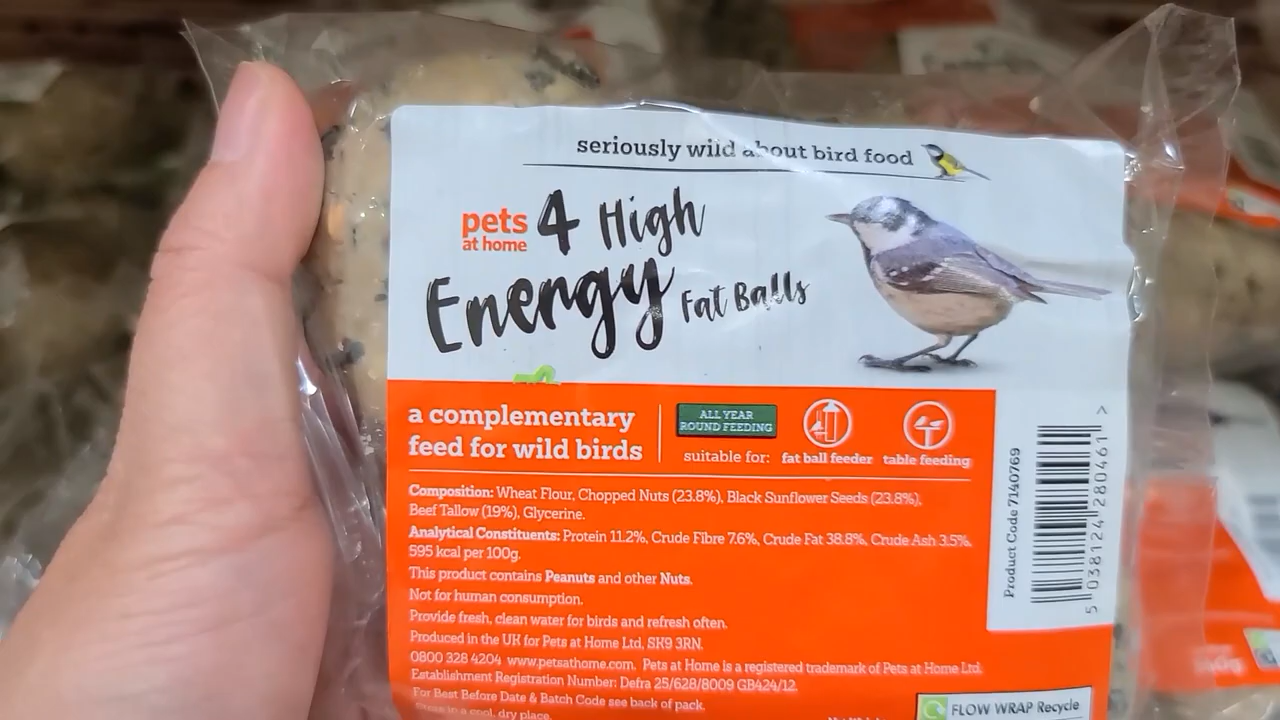 seriously wild about bird food
pets
at home
4 High
Energy Fat Balls
a complementary
feed for wild birds
ALL YEAR
ROUND FEEDING
suitable for: fat ball feeder table feeding
Composition: Wheat Flour, Chopped Nuts (23.8%), Black Sunflower Seeds (23.8%),
Beef Tallow (19%), Glycerine.
Analytical Constituents: Protein 11.2%, Crude Fibre 7.6%, Crude Fat 38.8%, Crude Ash 3.5%.
595 kcal per 100g.
This product contains Peanuts and other Nuts.
Not for human consumption.
Provide fresh, clean water for birds and refresh often.
Produced in the UK for Pets at Home Ltd, SK9 3RN.
0800 328 4204 www.petsathome.com. Pets at Home is a registered trademark of Pets at Home Ltd.
Establishment Registration Number: Defra 25/628/8009 GB424/12.
For Best Before Date & Batch Code see back of pack.
Store in a cool, dry place.
Product Code 7140769
5 038124 280461 >
FLOW WRAP Recycle